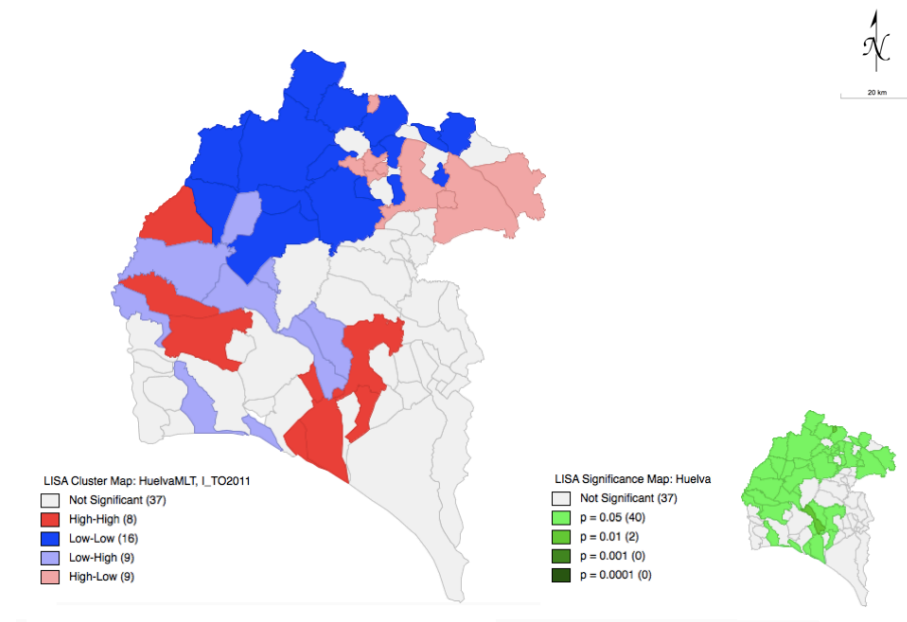 N
20 km
LISA Cluster Map: HuelvaMLT, I_TO2011
Not Significant (37)
High-High (8)
Low-Low (16)
Low-High (9)
High-Low (9)
LISA Significance Map: Huelva
Not Significant (37)
p = 0.05 (40)
p = 0.01 (2)
p = 0.001 (0)
p = 0.0001 (0)